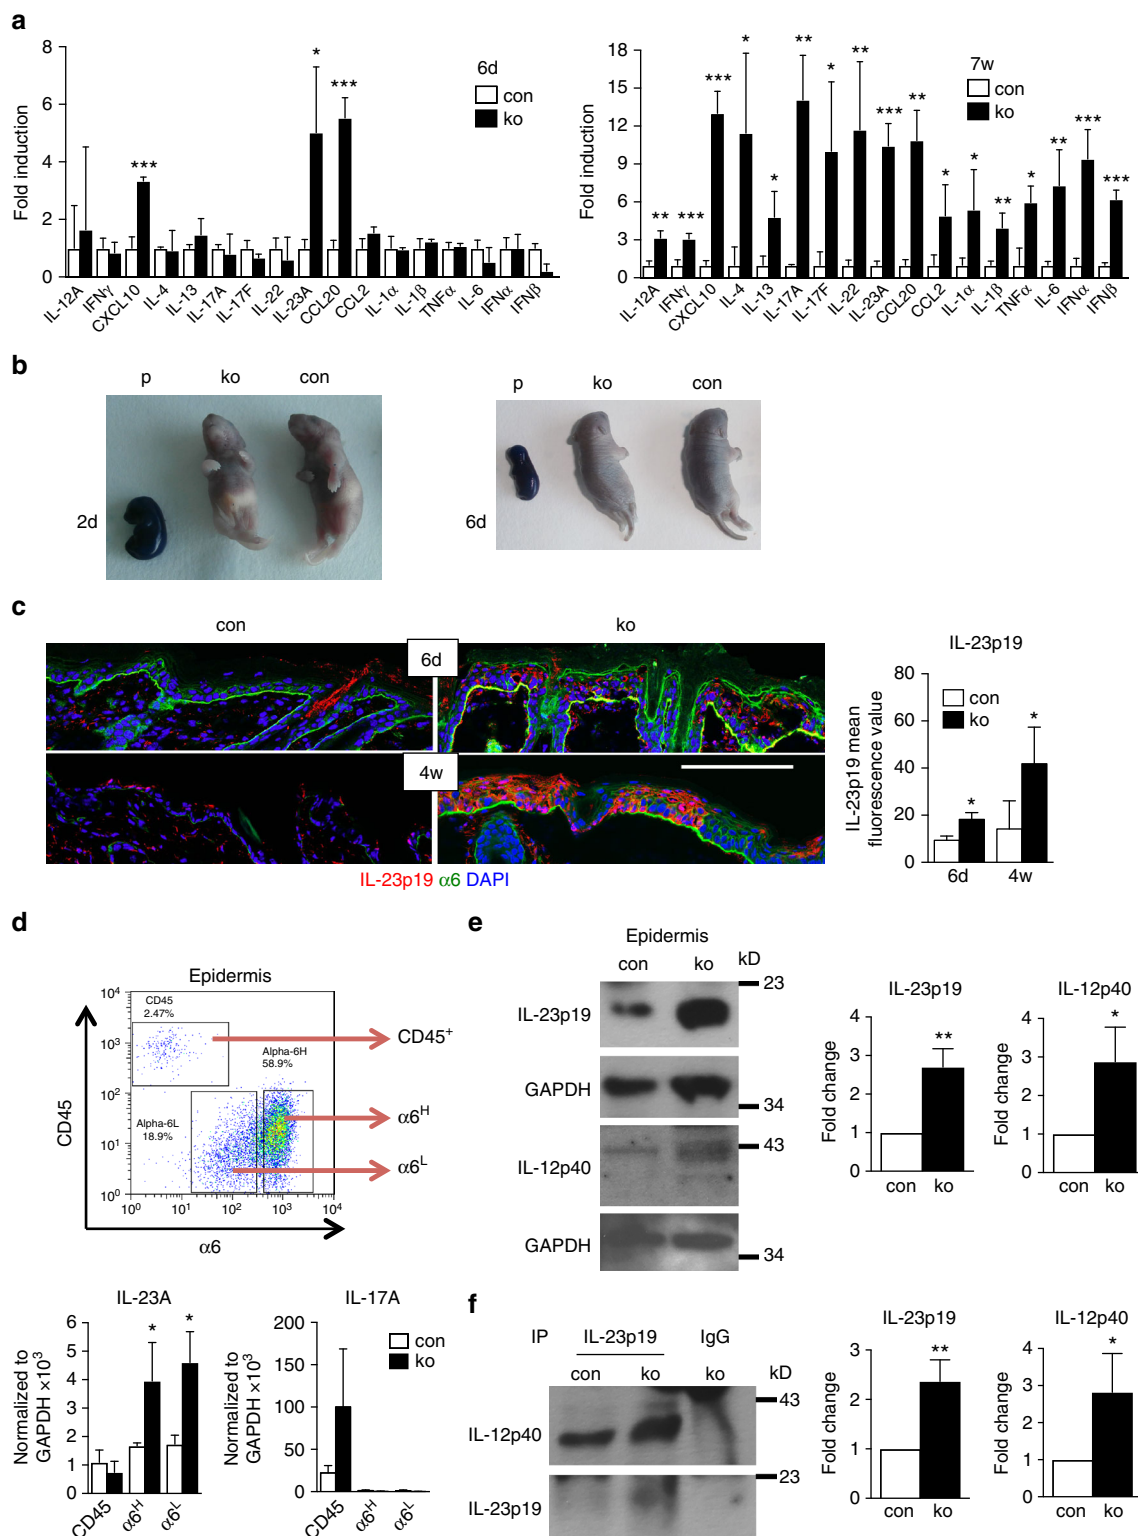 a
8
6
4
2
0
Fold induction
6d
con
ko
*
***
***
IL-12A
IFNγ
CXCL10
IL-4
IL-13
IL-17A
IL-17F
IL-22
IL-23A
CCL20
CCL2
IL-1α
IL-1β
TNFα
IL-6
IFNα
IFNβ
18
15
12
9
6
3
0
Fold induction
7w
con
ko
**
***
***
*
*
**
*
**
***
**
*
*
**
*
**
***
***
IL-12A
IFNγ
CXCL10
IL-4
IL-13
IL-17A
IL-17F
IL-22
IL-23A
CCL20
CCL2
IL-1α
IL-1β
TNFα
IL-6
IFNα
IFNβ
b
p ko con
2d
p ko con
6d
c
con ko
6d
4w
IL-23p19 α6 DAPI
IL-23p19
80
60
40
20
0
IL-23p19 mean
fluorescence value
con
ko
*
*
6d 4w
d
Epidermis
10⁴
10³
10²
10¹
10⁰
CD45
2.47%
Alpha-6H
58.9%
Alpha-6L
18.9%
CD45⁺
α6ᴴ
α6ᴸ
CD45
10⁰ 10¹ 10² 10³ 10⁴
α6
IL-23A
6
5
4
3
2
1
0
Normalized to
GAPDH ×10³
*
*
CD45
α6ᴴ
α6ᴸ
IL-17A
200
150
100
50
0
Normalized to
GAPDH ×10³
con
ko
CD45
α6ᴴ
α6ᴸ
e
Epidermis
con ko kD
IL-23p19
23
GAPDH
34
IL-12p40
43
GAPDH
34
IL-23p19
4
3
2
1
0
Fold change
**
con ko
IL-12p40
4
3
2
1
0
Fold change
*
con ko
f
IP IL-23p19 IgG
con ko ko kD
IL-12p40
43
IL-23p19
23
IL-23p19
3
2
1
0
Fold change
**
con ko
IL-12p40
4
3
2
1
0
Fold change
*
con ko